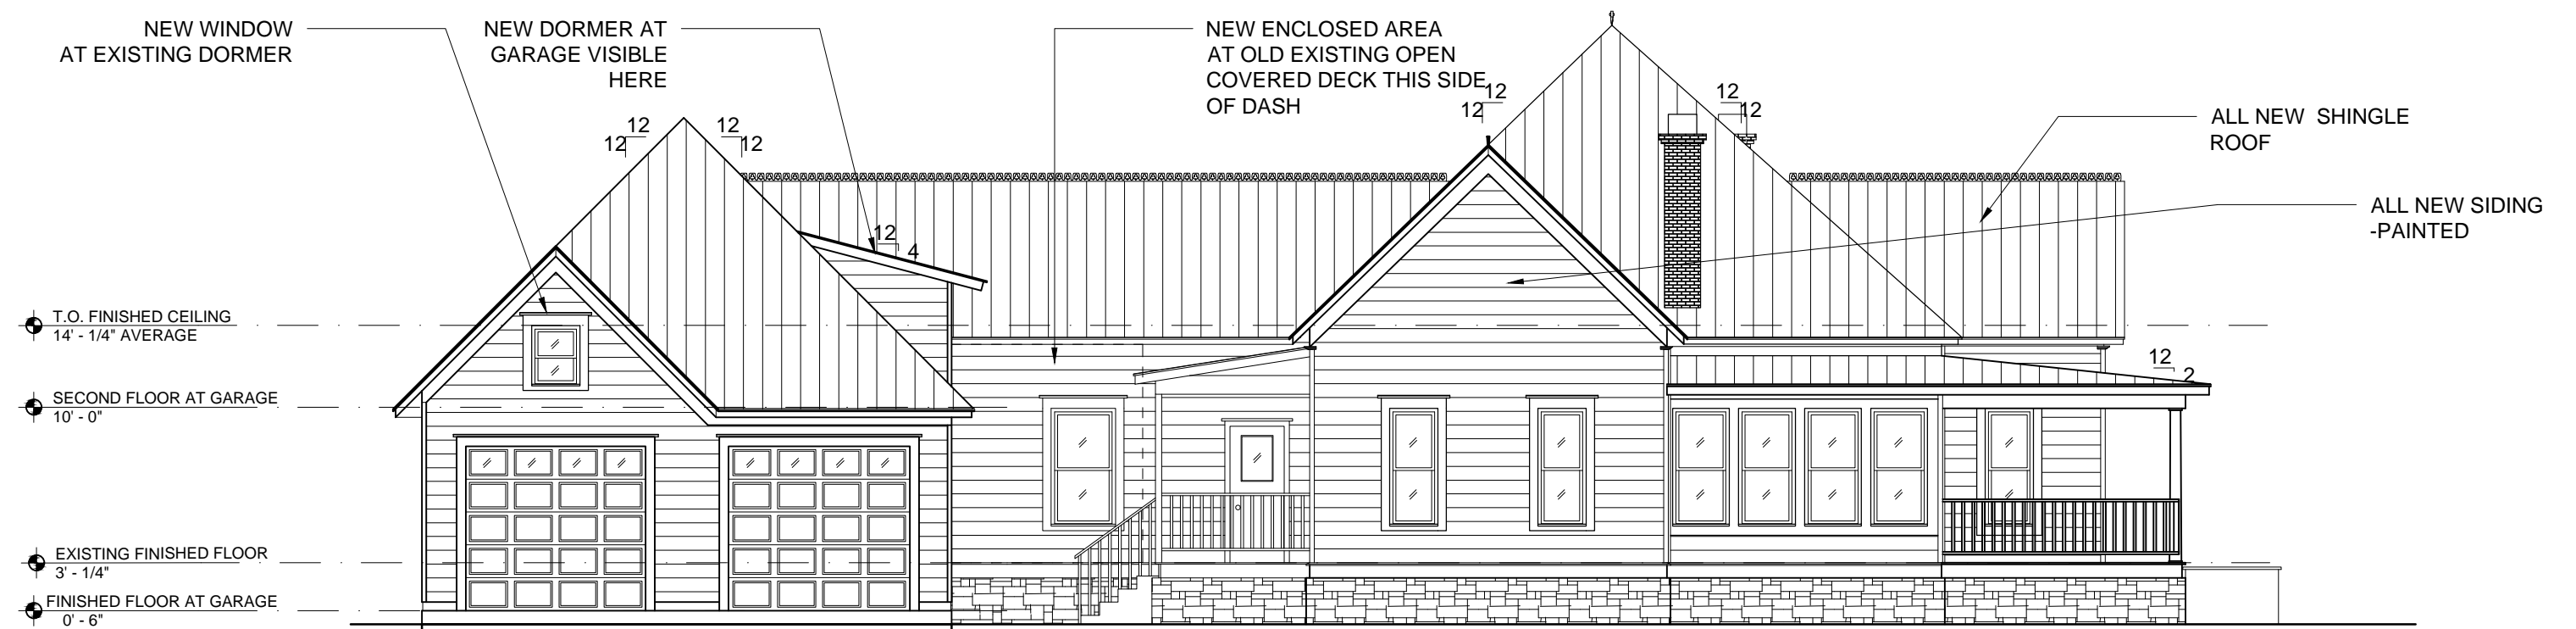 NEW WINDOW
AT EXISTING DORMER
NEW DORMER AT
GARAGE VISIBLE
HERE
NEW ENCLOSED AREA
AT OLD EXISTING OPEN
COVERED DECK THIS SIDE
OF DASH
12
12
12
12
12
12
12
12
ALL NEW SHINGLE
ROOF
ALL NEW SIDING
-PAINTED
12
4
T.O. FINISHED CEILING
14' - 1/4" AVERAGE
12
2
SECOND FLOOR AT GARAGE
10' - 0"
EXISTING FINISHED FLOOR
3' - 1/4"
FINISHED FLOOR AT GARAGE
0' - 6"